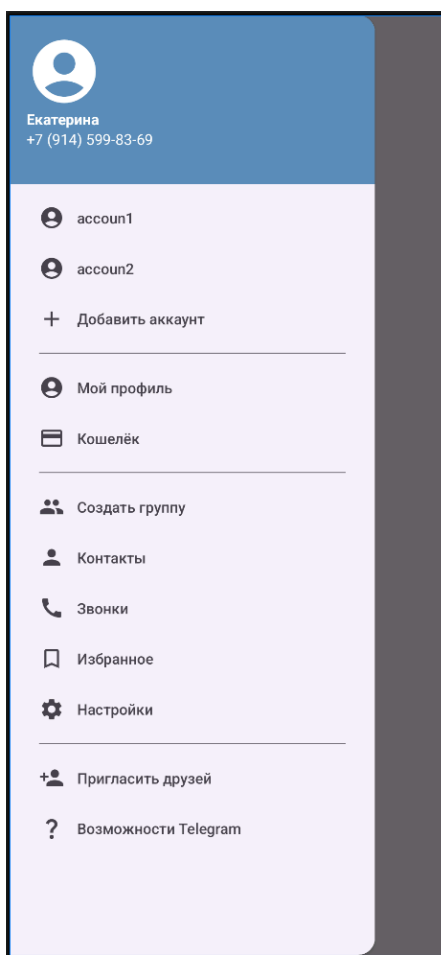 Екатерина
+7 (914) 599-83-69
accoun1
accoun2
Добавить аккаунт
Мой профиль
Кошелёк
Создать группу
Контакты
Звонки
Избранное
Настройки
Пригласить друзей
Возможности Telegram